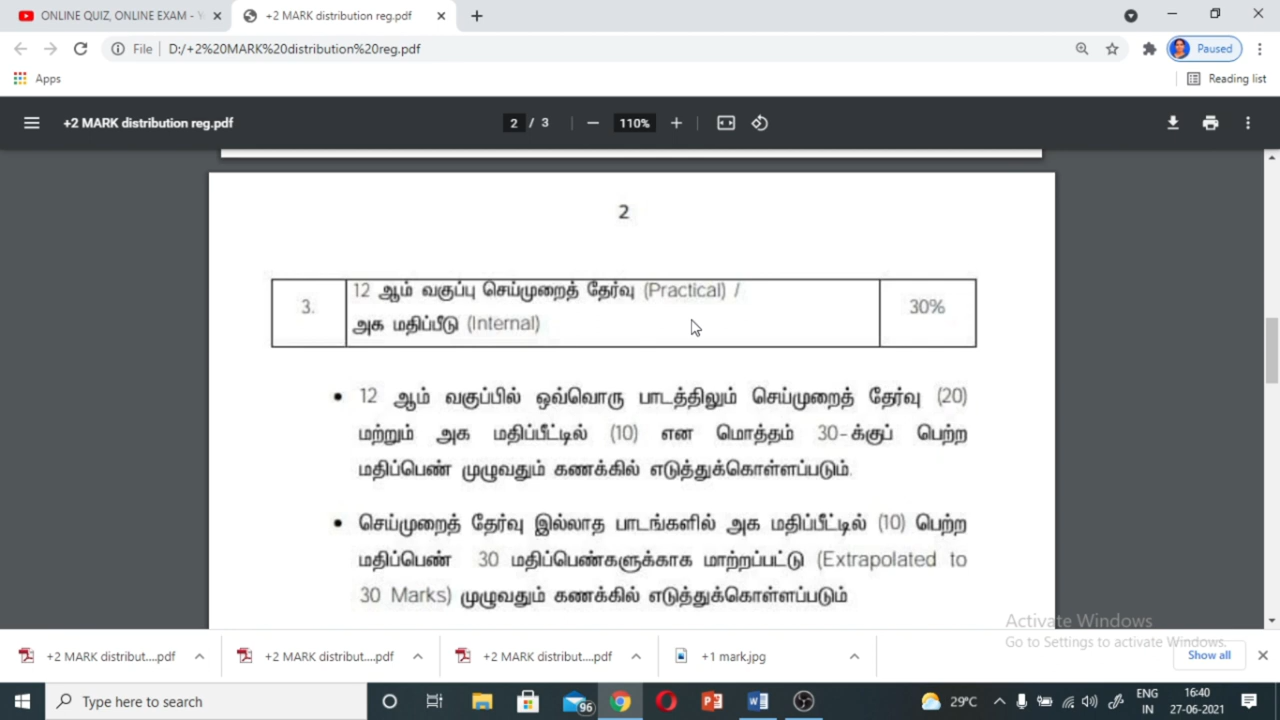 ONLINE QUIZ, ONLINE EXAM - Y
+2 MARK distribution reg.pdf
Paused
File
D:/+2%20MARK%20distribution%20reg.pdf
Apps
Reading list
+2 MARK distribution reg.pdf
2 / 3
110%
2
3.
12 ஆம் வகுப்பு செய்முறைத் தேர்வு (Practical) /
அக மதிப்பீடு (Internal)
30%
• 12 ஆம் வகுப்பில் ஒவ்வொரு பாடத்திலும் செய்முறைத் தேர்வு (20)
மற்றும் அக மதிப்பீட்டில் (10) என மொத்தம் 30-க்குப் பெற்ற
மதிப்பெண் முழுவதும் கணக்கில் எடுத்துக்கொள்ளப்படும்.
• செய்முறைத் தேர்வு இல்லாத பாடங்களில் அக மதிப்பீட்டில் (10) பெற்ற
மதிப்பெண் 30 மதிப்பெண்களுக்காக மாற்றப்பட்டு (Extrapolated to
30 Marks) முழுவதும் கணக்கில் எடுத்துக்கொள்ளப்படும்
Activate Windows
Go to Settings to activate Windows.
+2 MARK distribut....pdf
+2 MARK distribut....pdf
+2 MARK distribut....pdf
+1 mark.jpg
Show all
Type here to search
96
29°C
ENG
IN
16:40
27-06-2021